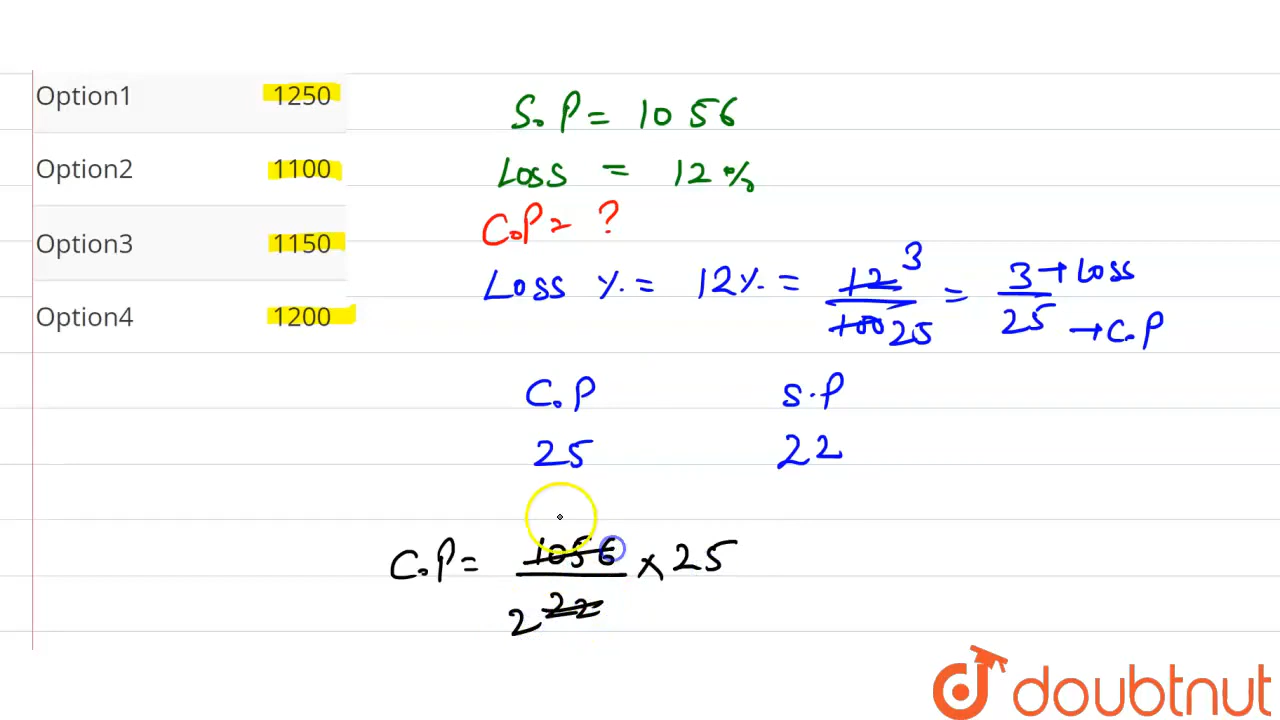 Option1 1250
Option2 1100
Option3 1150
Option4 1200
S.P = 1056
Loss = 12%
C.P = ?
Loss % = 12% = 12 3 / 100 25 = 3 → Loss / 25 → C.P
C.P S.P
25 22
C.P = 1056 / 2 22 × 25
doubtnut